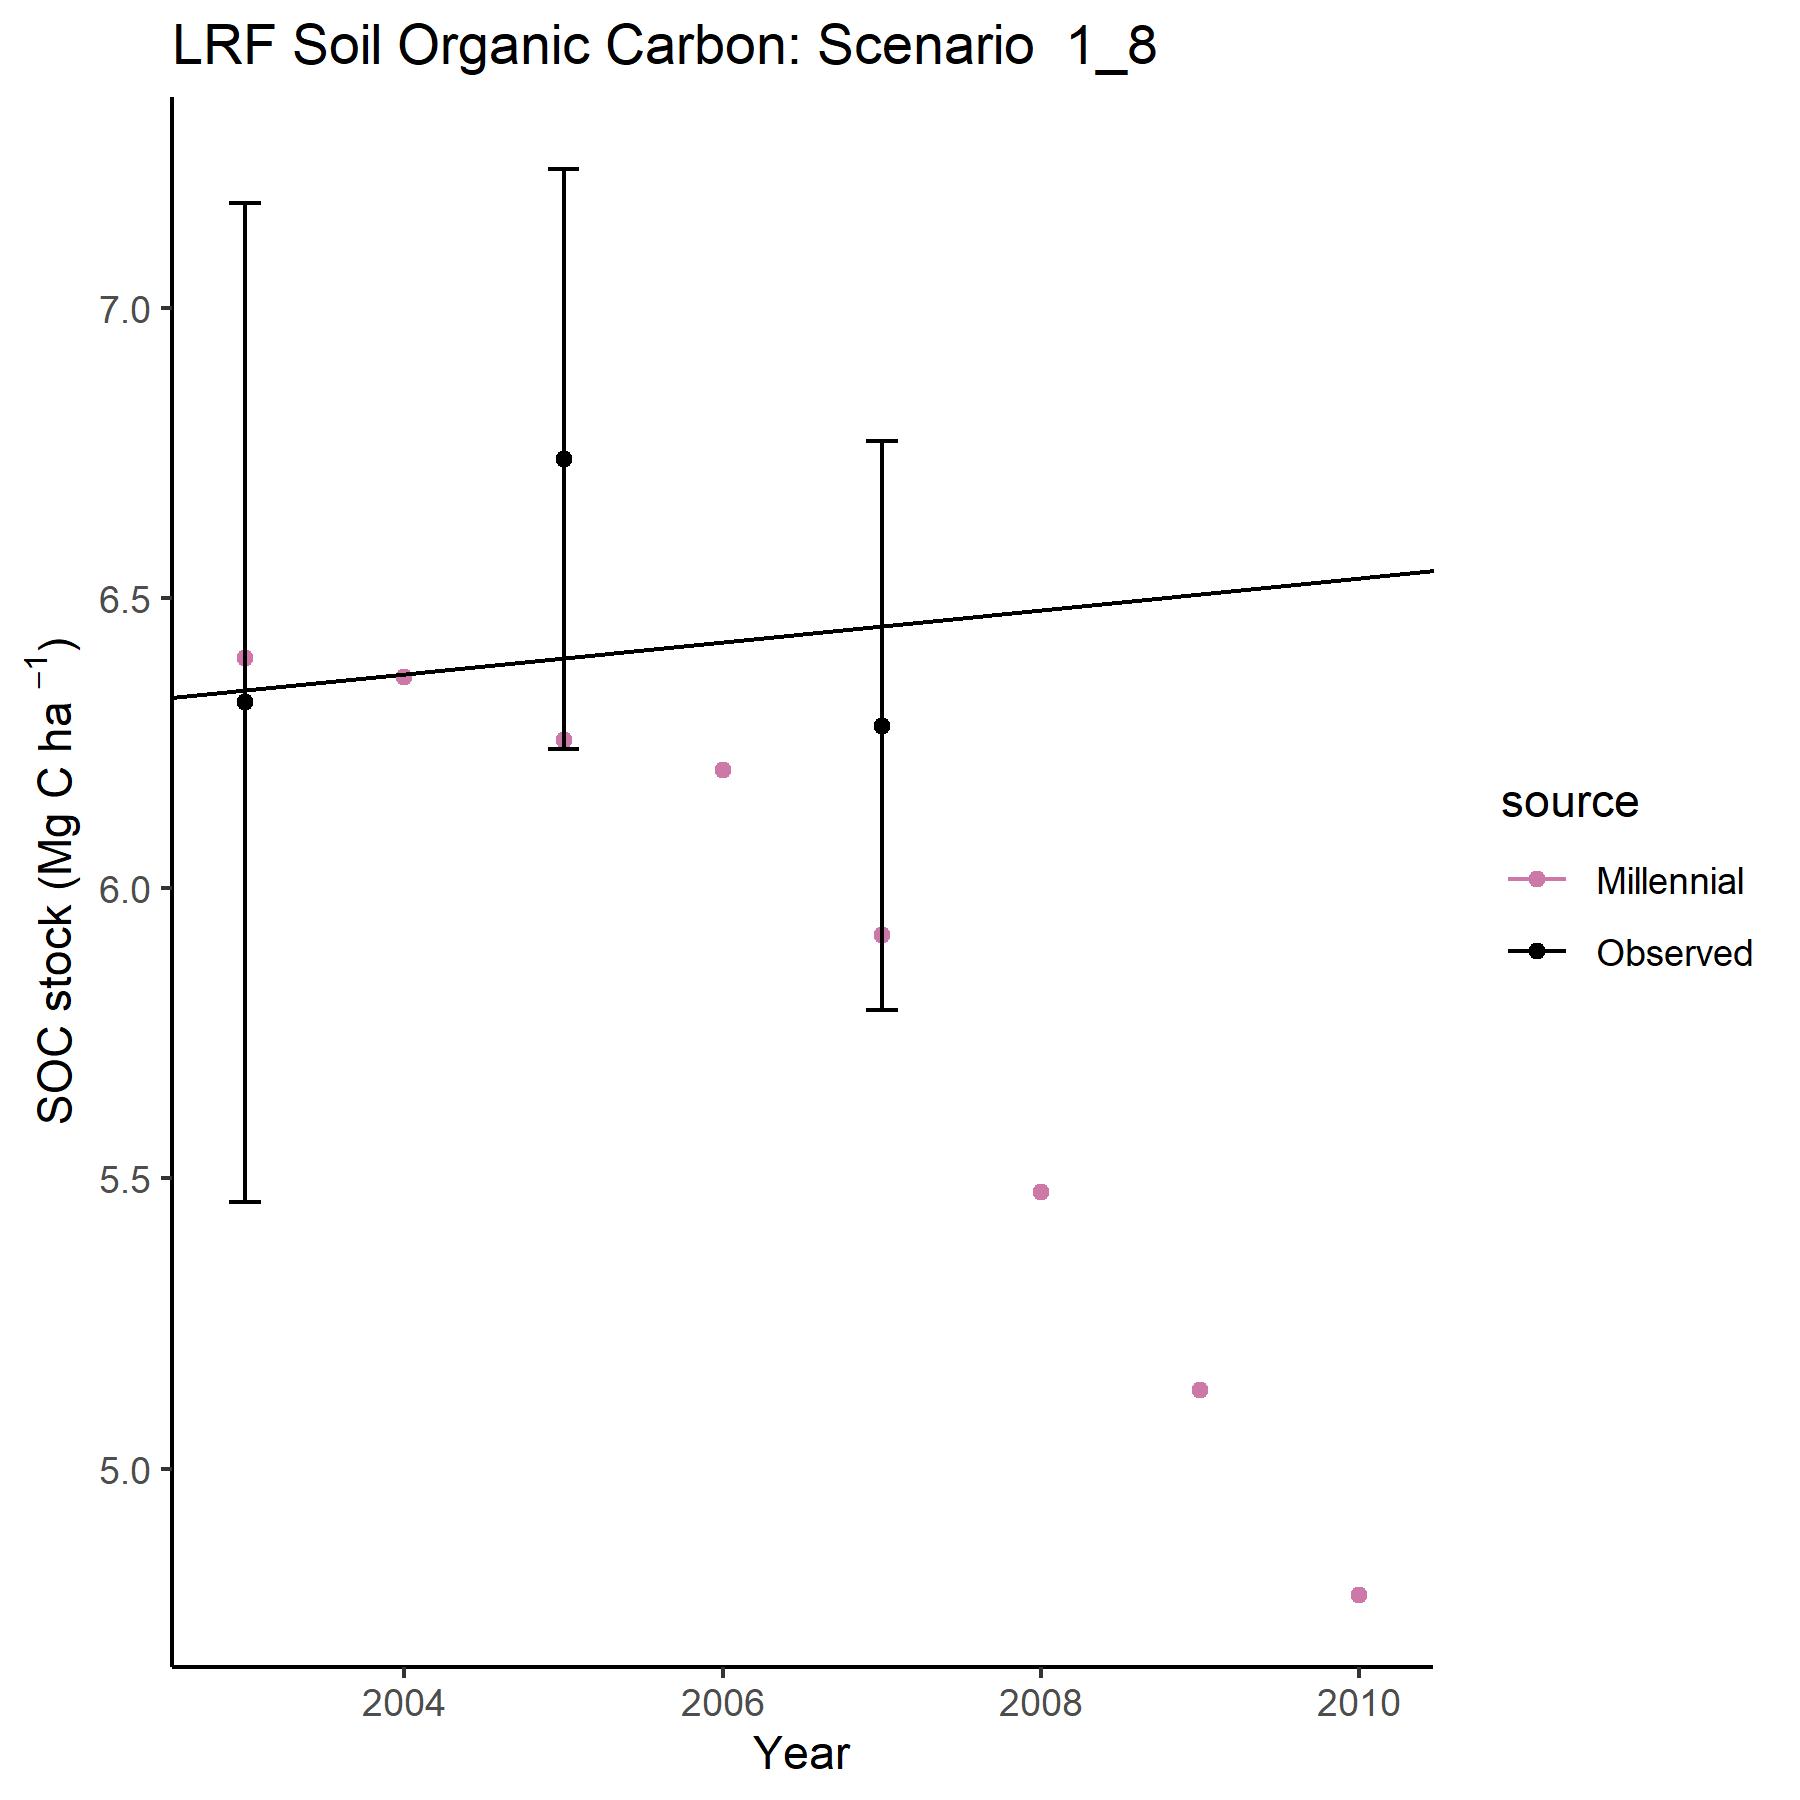 LRF Soil Organic Carbon: Scenario  1_8
SOC stock (Mg C ha ⁻¹)
7.0
6.5
6.0
5.5
5.0
2004
2006
2008
2010
Year
source
Millennial
Observed